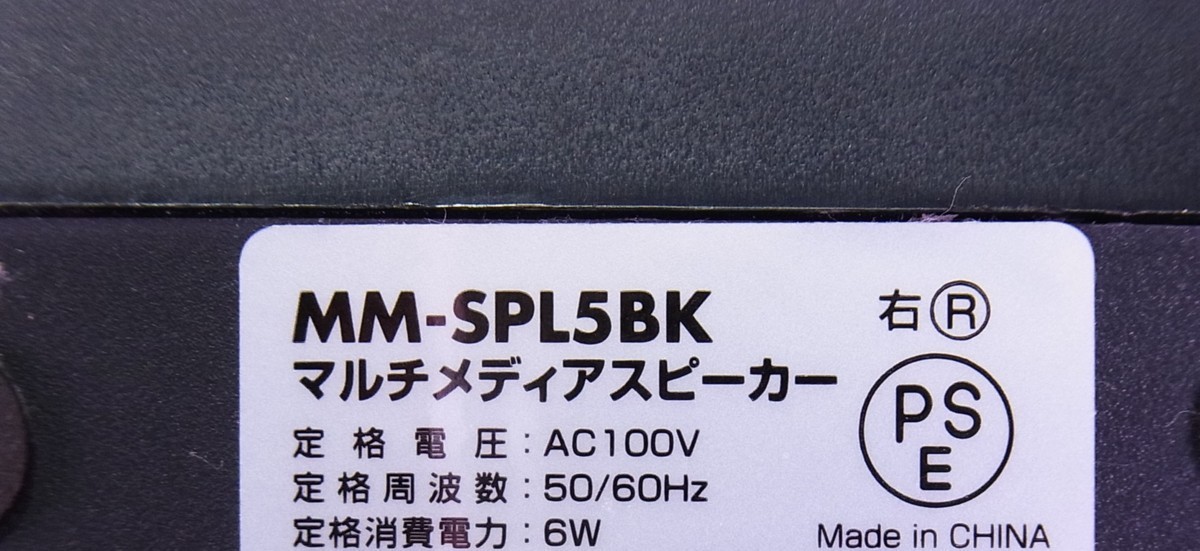 MM-SPL5BK
右 Ⓡ
マルチメディアスピーカー
PS
E
定格電圧:AC100V
定格周波数:50/60Hz
定格消費電力:6W
Made in CHINA